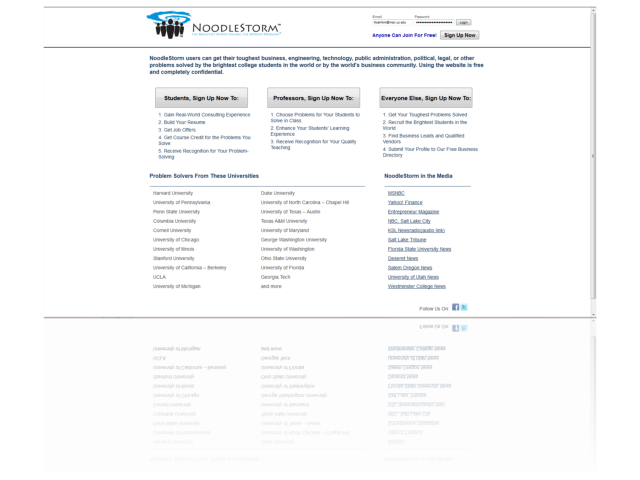 Email
Password
NOODLESTORM™
Login
Anyone Can Join For Free!
Sign Up Now
NoodleStorm users can get their toughest business, engineering, technology, public administration, political, legal, or other
problems solved by the brightest college students in the world or by the world's business community. Using the website is free
and completely confidential.
Students, Sign Up Now To:
1. Gain Real-World Consulting Experience
2. Build Your Resume
3. Get Job Offers
4. Get Course Credit for the Problems You
Solve
5. Receive Recognition for Your Problem-
Solving
Professors, Sign Up Now To:
1. Choose Problems for Your Students to
Solve in Class
2. Enhance Your Students' Learning
Experience
3. Receive Recognition for Your Quality
Teaching
Everyone Else, Sign Up Now To:
1. Get Your Toughest Problems Solved
2. Recruit the Brightest Students in the
World
3. Find Business Leads and Qualified
Vendors
4. Submit Your Profile to Our Free Business
Directory
Problem Solvers From These Universities
Harvard University
University of Pennsylvania
Penn State University
Columbia University
Cornell University
University of Chicago
University of Illinois
Stanford University
University of California – Berkeley
UCLA
University of Michigan
Duke University
University of North Carolina – Chapel Hill
University of Texas – Austin
Texas A&M University
University of Maryland
George Washington University
University of Washington
Ohio State University
University of Florida
Georgia Tech
and more
NoodleStorm in the Media
MSNBC
Yahoo! Finance
Entrepreneur Magazine
NBC, Salt Lake City
KSL Newsradio(audio link)
Salt Lake Tribune
Florida State University News
Deseret News
Salem Oregon News
University of Utah News
Westminster College News
Follow Us On